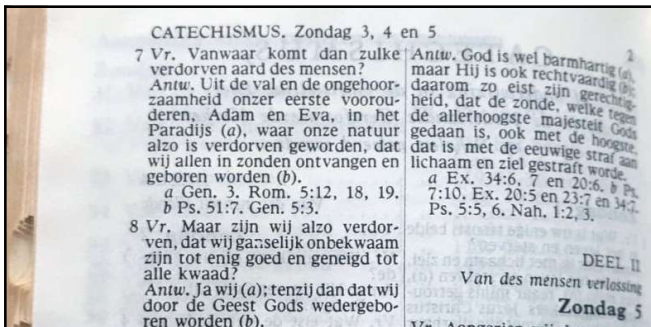 CATECHISMUS. Zondag 3, 4 en 5
7 Vr. Vanwaar komt dan zulke
verdorven aard des mensen?
Antw. Uit de val en de ongehoor-
zaamheid onzer eerste voorou-
deren, Adam en Eva, in het
Paradijs (a), waar onze natuur
alzo is verdorven geworden, dat
wij allen in zonden ontvangen en
geboren worden (b).
a Gen. 3. Rom. 5:12, 18, 19.
b Ps. 51:7. Gen. 5:3.
8 Vr. Maar zijn wij alzo verdor-
ven, dat wij ganselijk onbekwaam
zijn tot enig goed en geneigd tot
alle kwaad?
Antw. Ja wij (a); tenzij dan dat wij
door de Geest Gods wedergebo-
ren worden (b).
2
Antw. God is wel barmhartig (a),
maar Hij is ook rechtvaardig (b);
daarom zo eist zijn gerechtig-
heid, dat de zonde, welke tegen
de allerhoogste majesteit Gods
gedaan is, ook met de hoogste,
dat is met de eeuwige straf aan
lichaam en ziel gestraft worde.
a Ex. 34:6, 7 en 20:6. b Ps.
7:10. Ex. 20:5 en 23:7 en 34:7.
Ps. 5:5, 6. Nah. 1:2, 3.
DEEL II
Van des mensen verlossing
Zondag 5
Vr. Aangezien wij